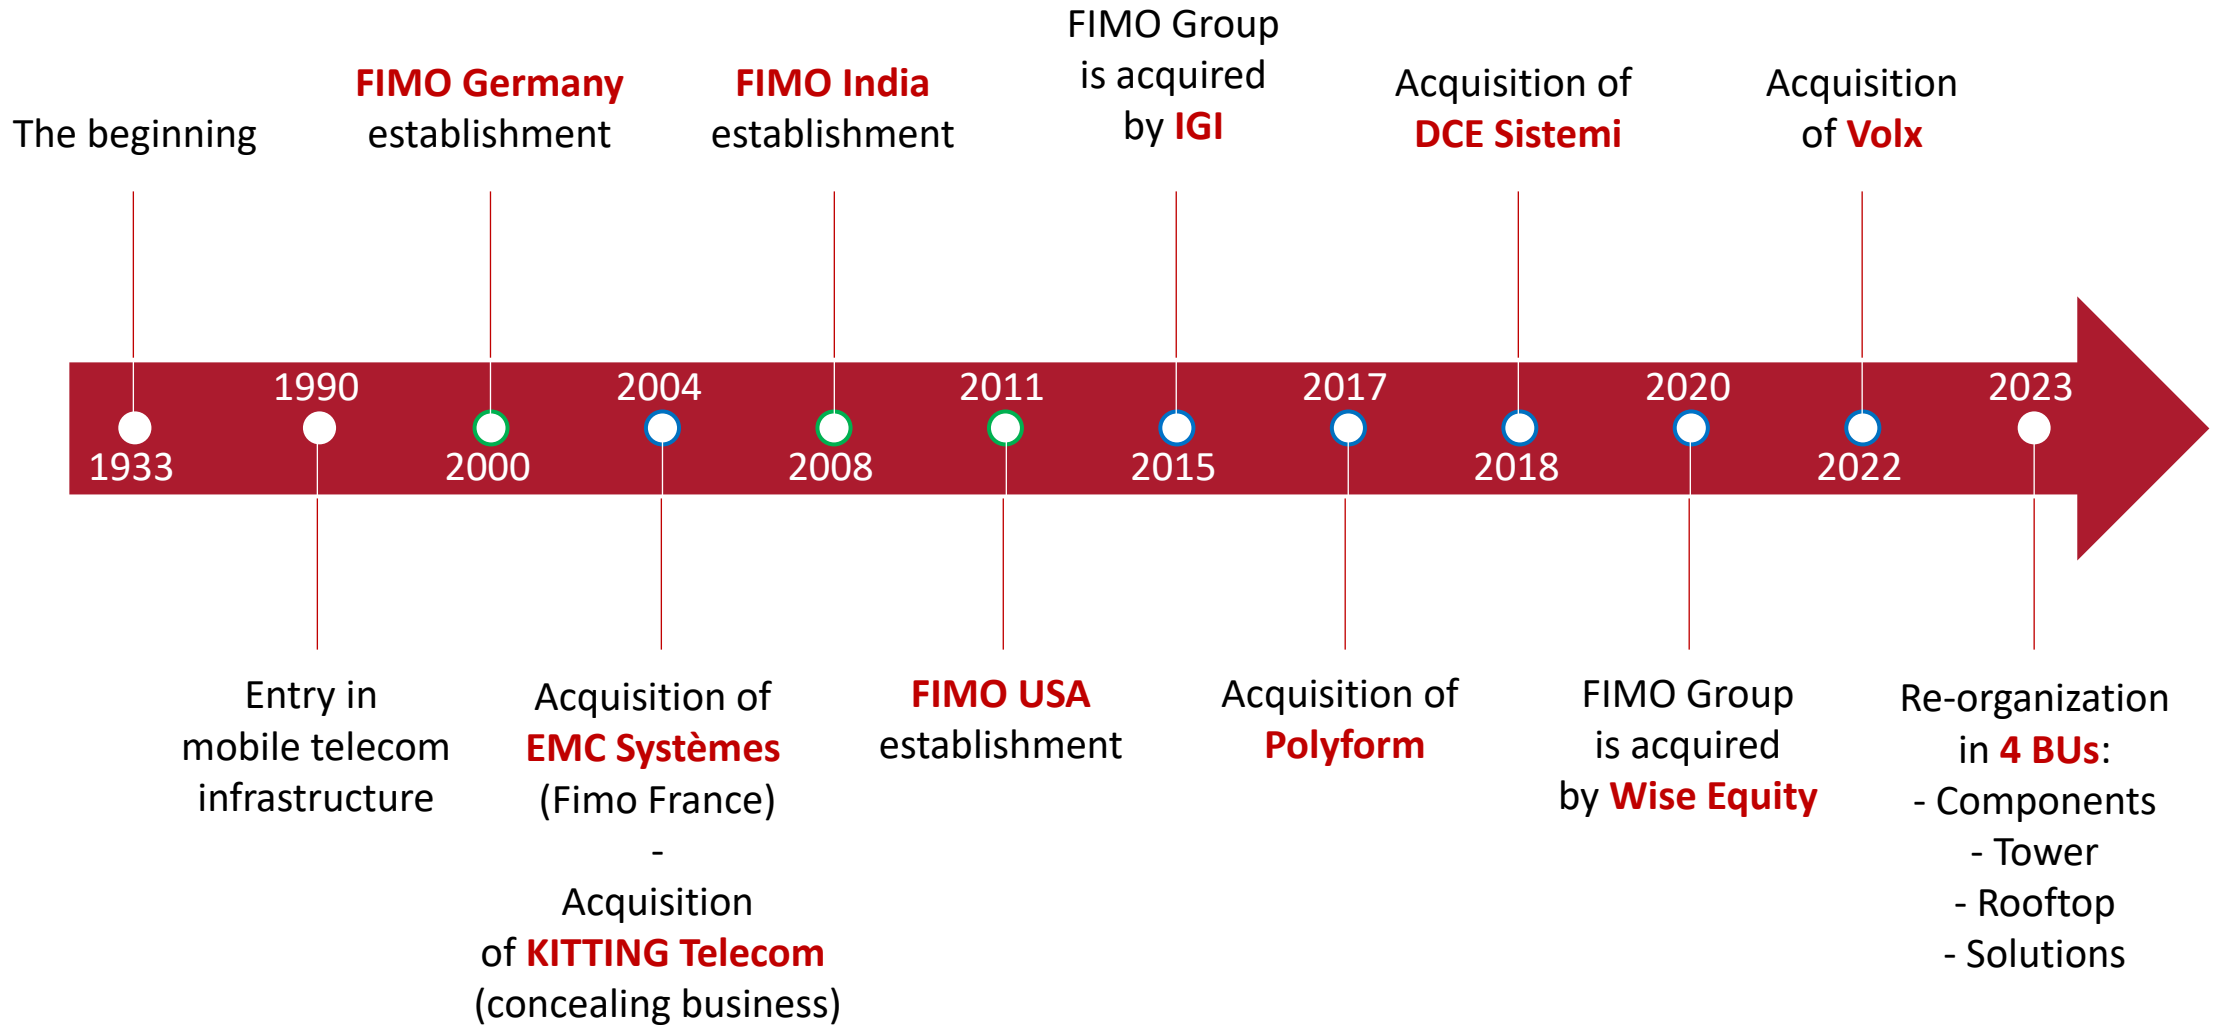 The beginning
FIMO Germany
establishment
FIMO India
establishment
FIMO Group
is acquired
by IGI
Acquisition of
DCE Sistemi
Acquisition
of Volx
1933
1990
2000
2004
2008
2011
2015
2017
2018
2020
2022
2023
Entry in
mobile telecom
infrastructure
Acquisition of
EMC Systèmes
(Fimo France)
-
Acquisition
of KITTING Telecom
(concealing business)
FIMO USA
establishment
Acquisition of
Polyform
FIMO Group
is acquired
by Wise Equity
Re-organization
in 4 BUs:
- Components
- Tower
- Rooftop
- Solutions